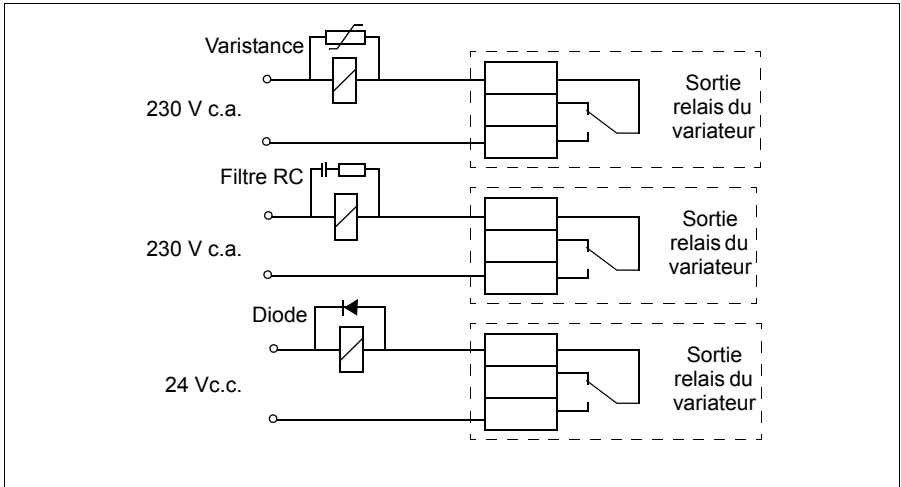 Varistance
230 V c.a.
Sortie
relais du
variateur
Filtre RC
230 V c.a.
Sortie
relais du
variateur
Diode
24 Vc.c.
Sortie
relais du
variateur